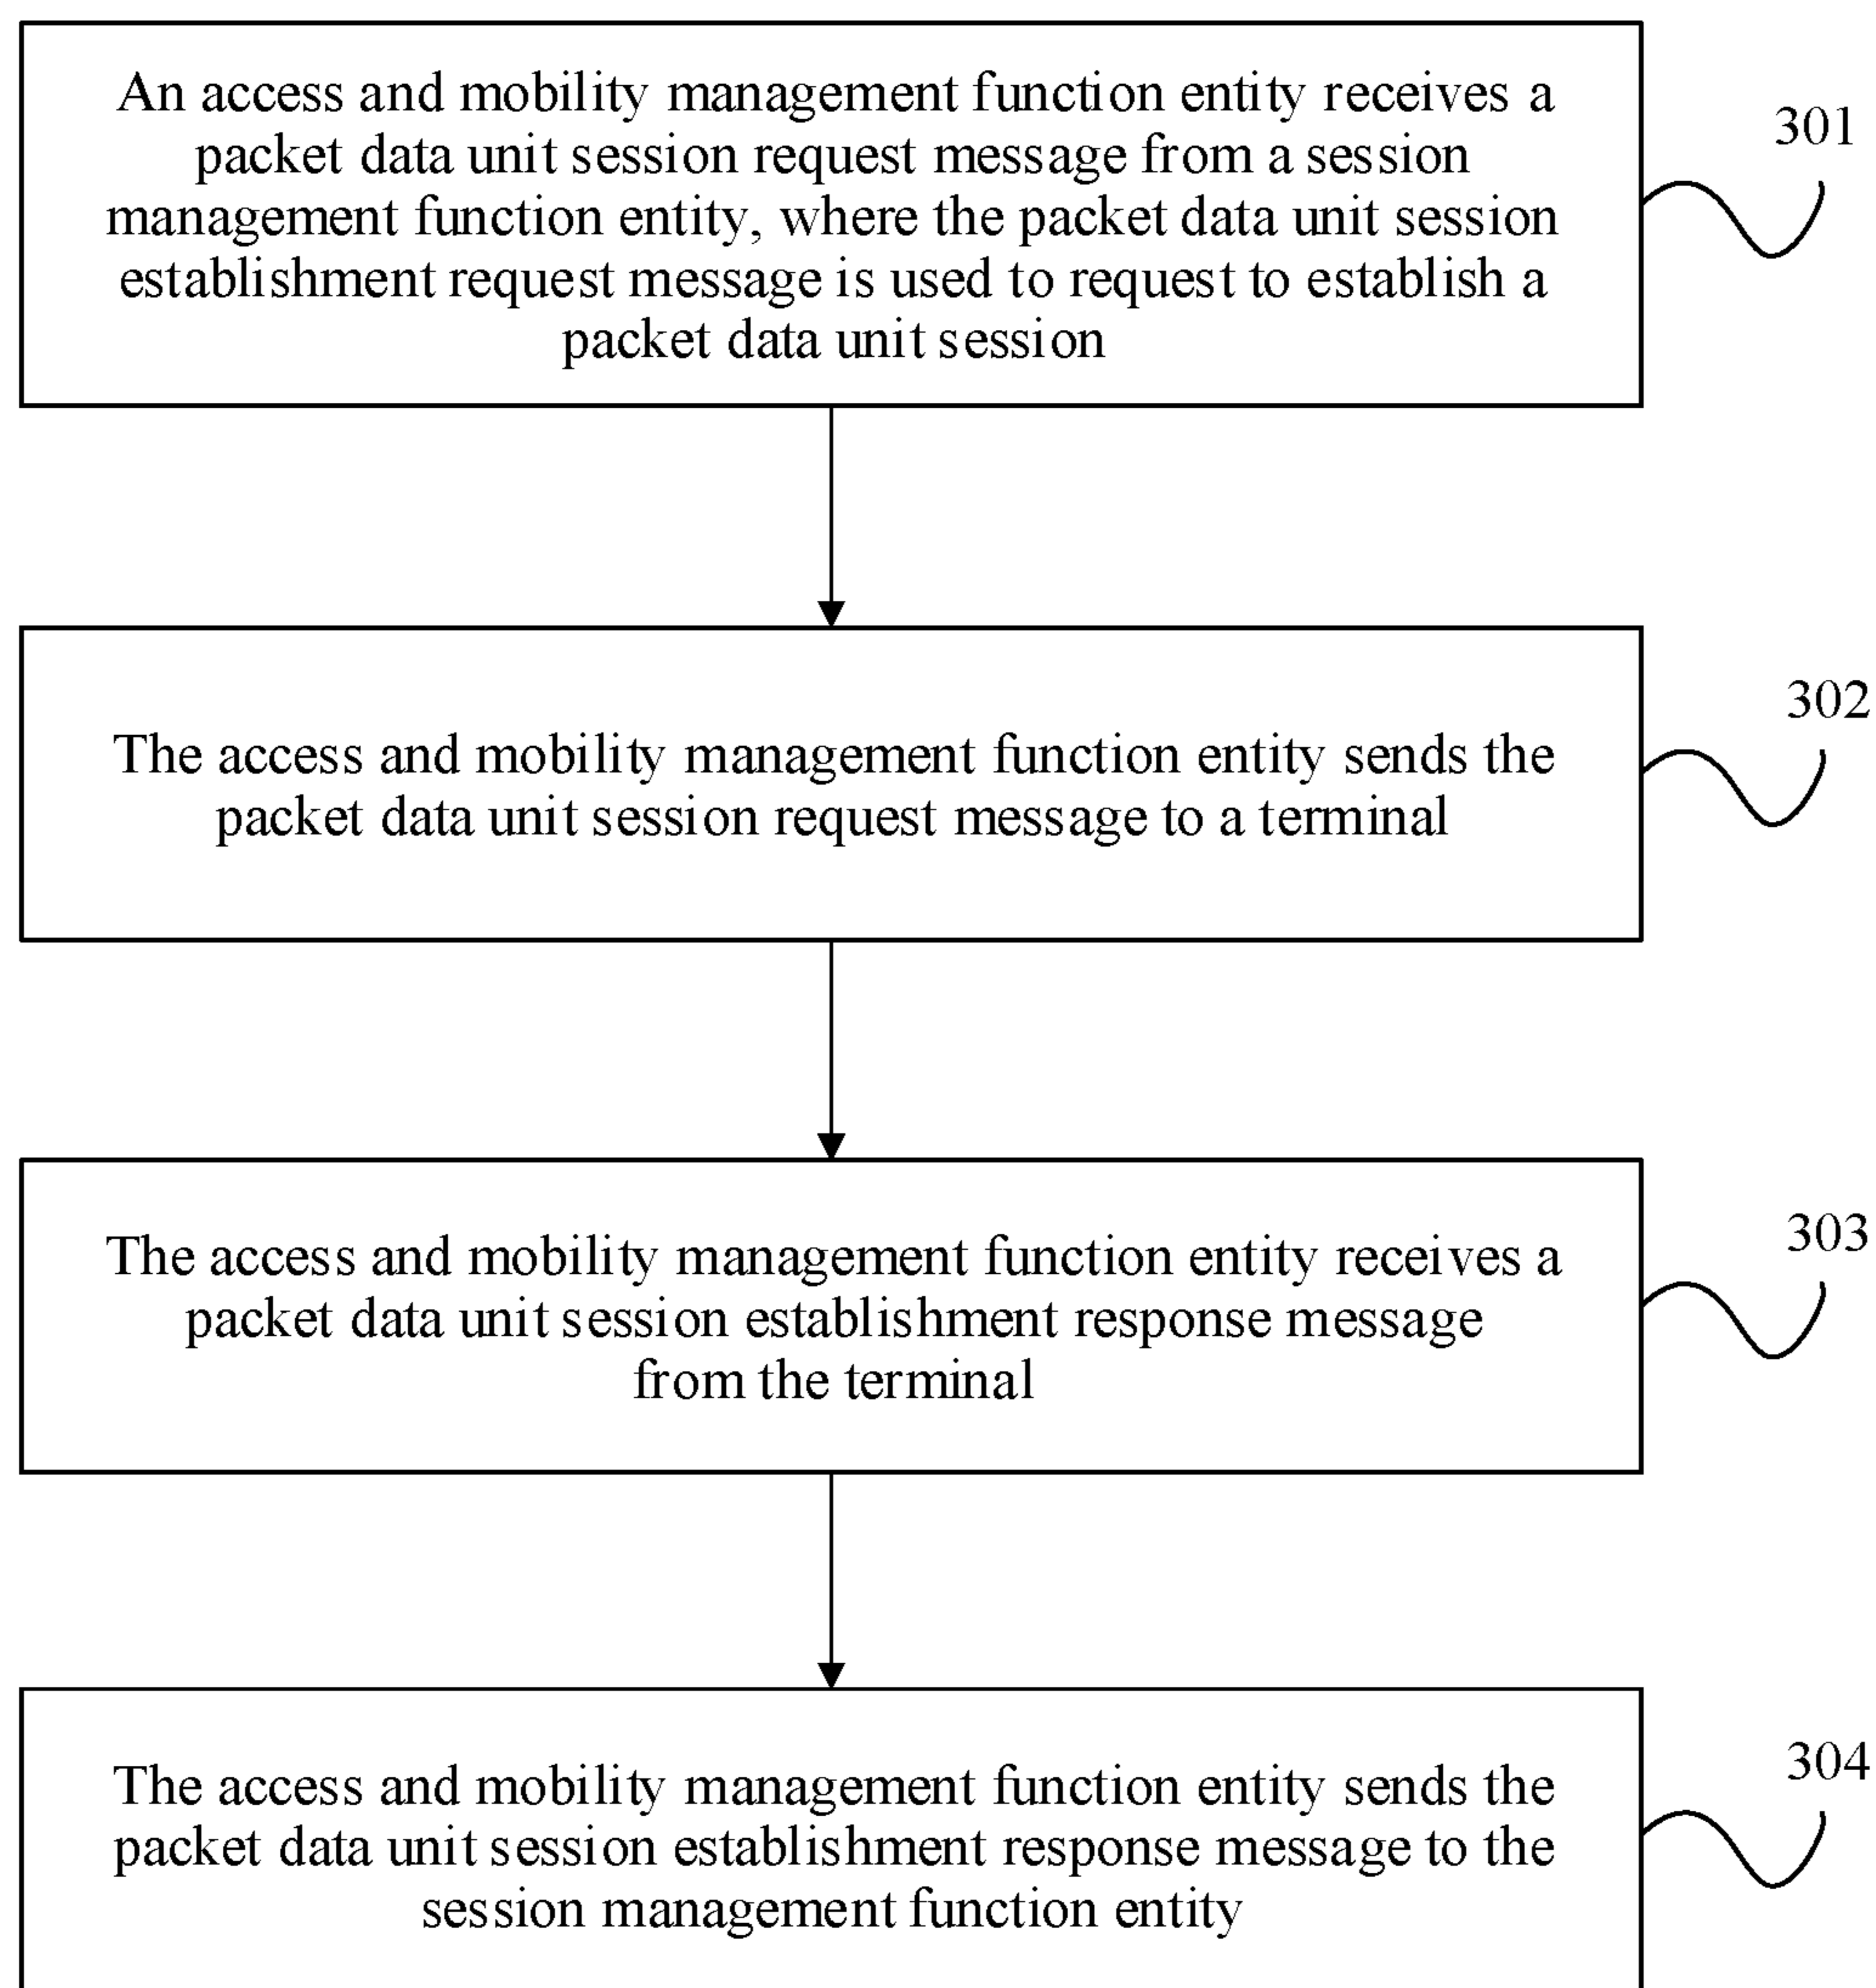 An access and mobility management function entity receives a
packet data unit session request message from a session
management function entity, where the packet data unit session
establishment request message is used to request to establish a
packet data unit session
301
The access and mobility management function entity sends the
packet data unit session request message to a terminal
302
The access and mobility management function entity receives a
packet data unit session establishment response message
from the terminal
303
The access and mobility management function entity sends the
packet data unit session establishment response message to the
session management function entity
304